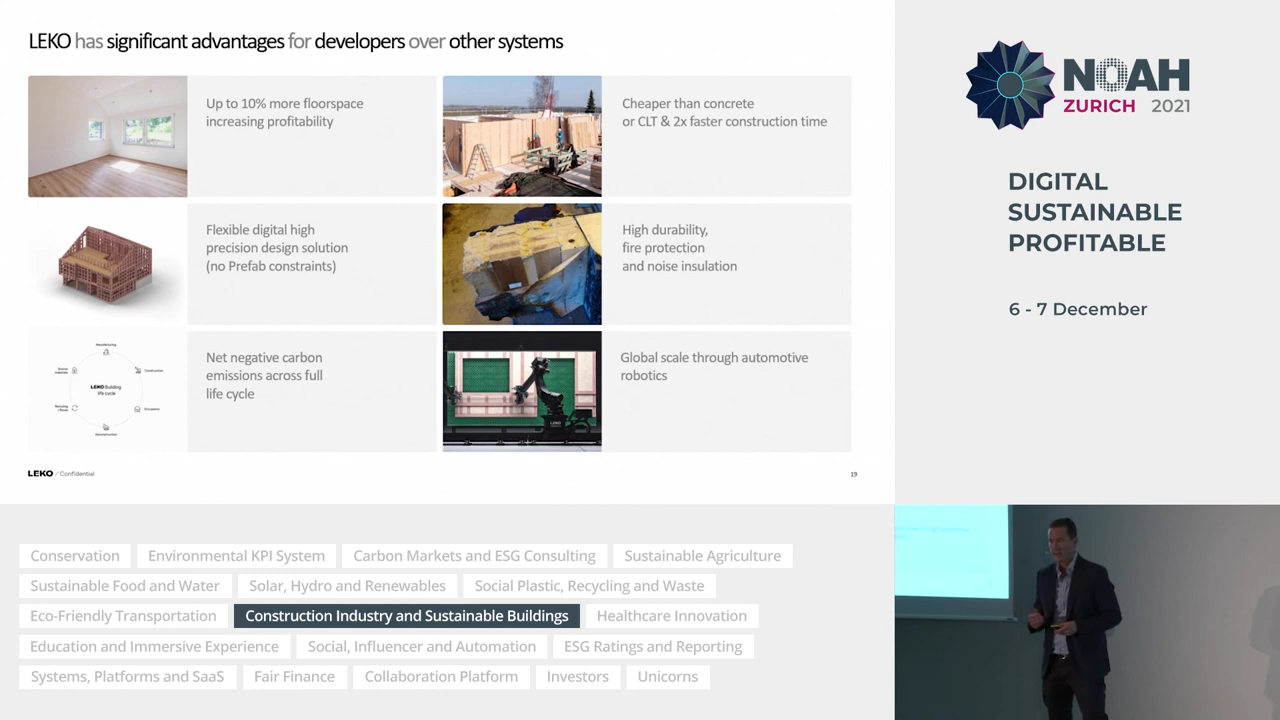 LEKO has significant advantages for developers over other systems
Up to 10% more floorspace
increasing profitability
Cheaper than concrete
or CLT & 2x faster construction time
Flexible digital high
precision design solution
(no Prefab constraints)
High durability,
fire protection
and noise insulation
Manufacturing
Construction
Occupancy
Deconstruction
LEKO Building
life cycle
Net negative carbon
emissions across full
life cycle
LEKO
Global scale through automotive
robotics
LEKO / Confidential
19
NOAH
ZURICH 2021
DIGITAL
SUSTAINABLE
PROFITABLE
6 - 7 December
Conservation
Environmental KPI System
Carbon Markets and ESG Consulting
Sustainable Agriculture
Sustainable Food and Water
Solar, Hydro and Renewables
Social Plastic, Recycling and Waste
Eco-Friendly Transportation
Construction Industry and Sustainable Buildings
Healthcare Innovation
Education and Immersive Experience
Social, Influencer and Automation
ESG Ratings and Reporting
Systems, Platforms and SaaS
Fair Finance
Collaboration Platform
Investors
Unicorns